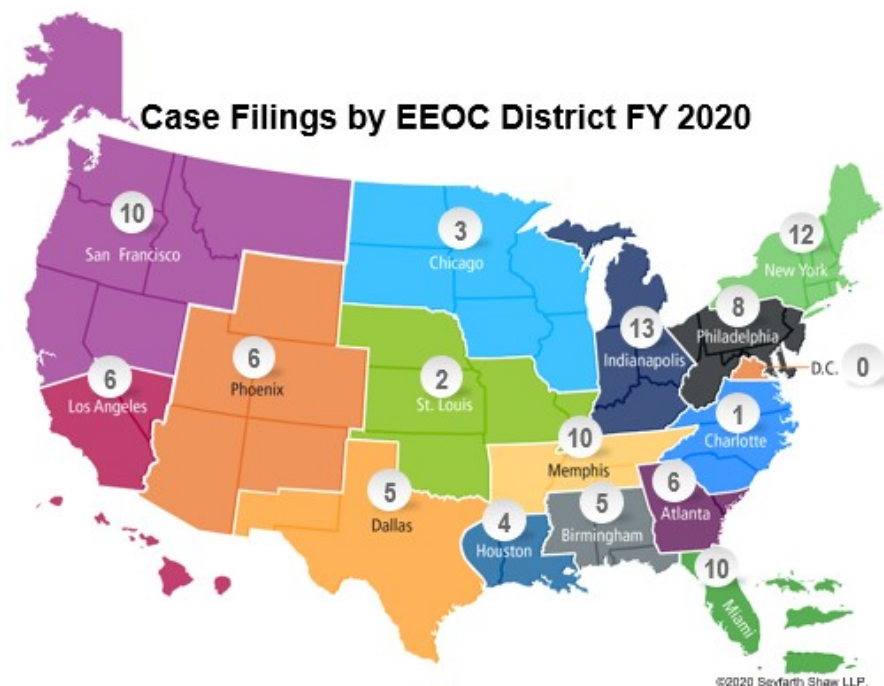 Case Filings by EEOC District FY 2020
10
San Francisco
3
Chicago
12
New York
8
Philadelphia
13
Indianapolis
D.C. 0
6
Los Angeles
6
Phoenix
2
St. Louis
1
Charlotte
10
Memphis
6
Atlanta
5
Dallas
4
Houston
5
Birmingham
10
Miami
©2020 Seyfarth Shaw LLP.